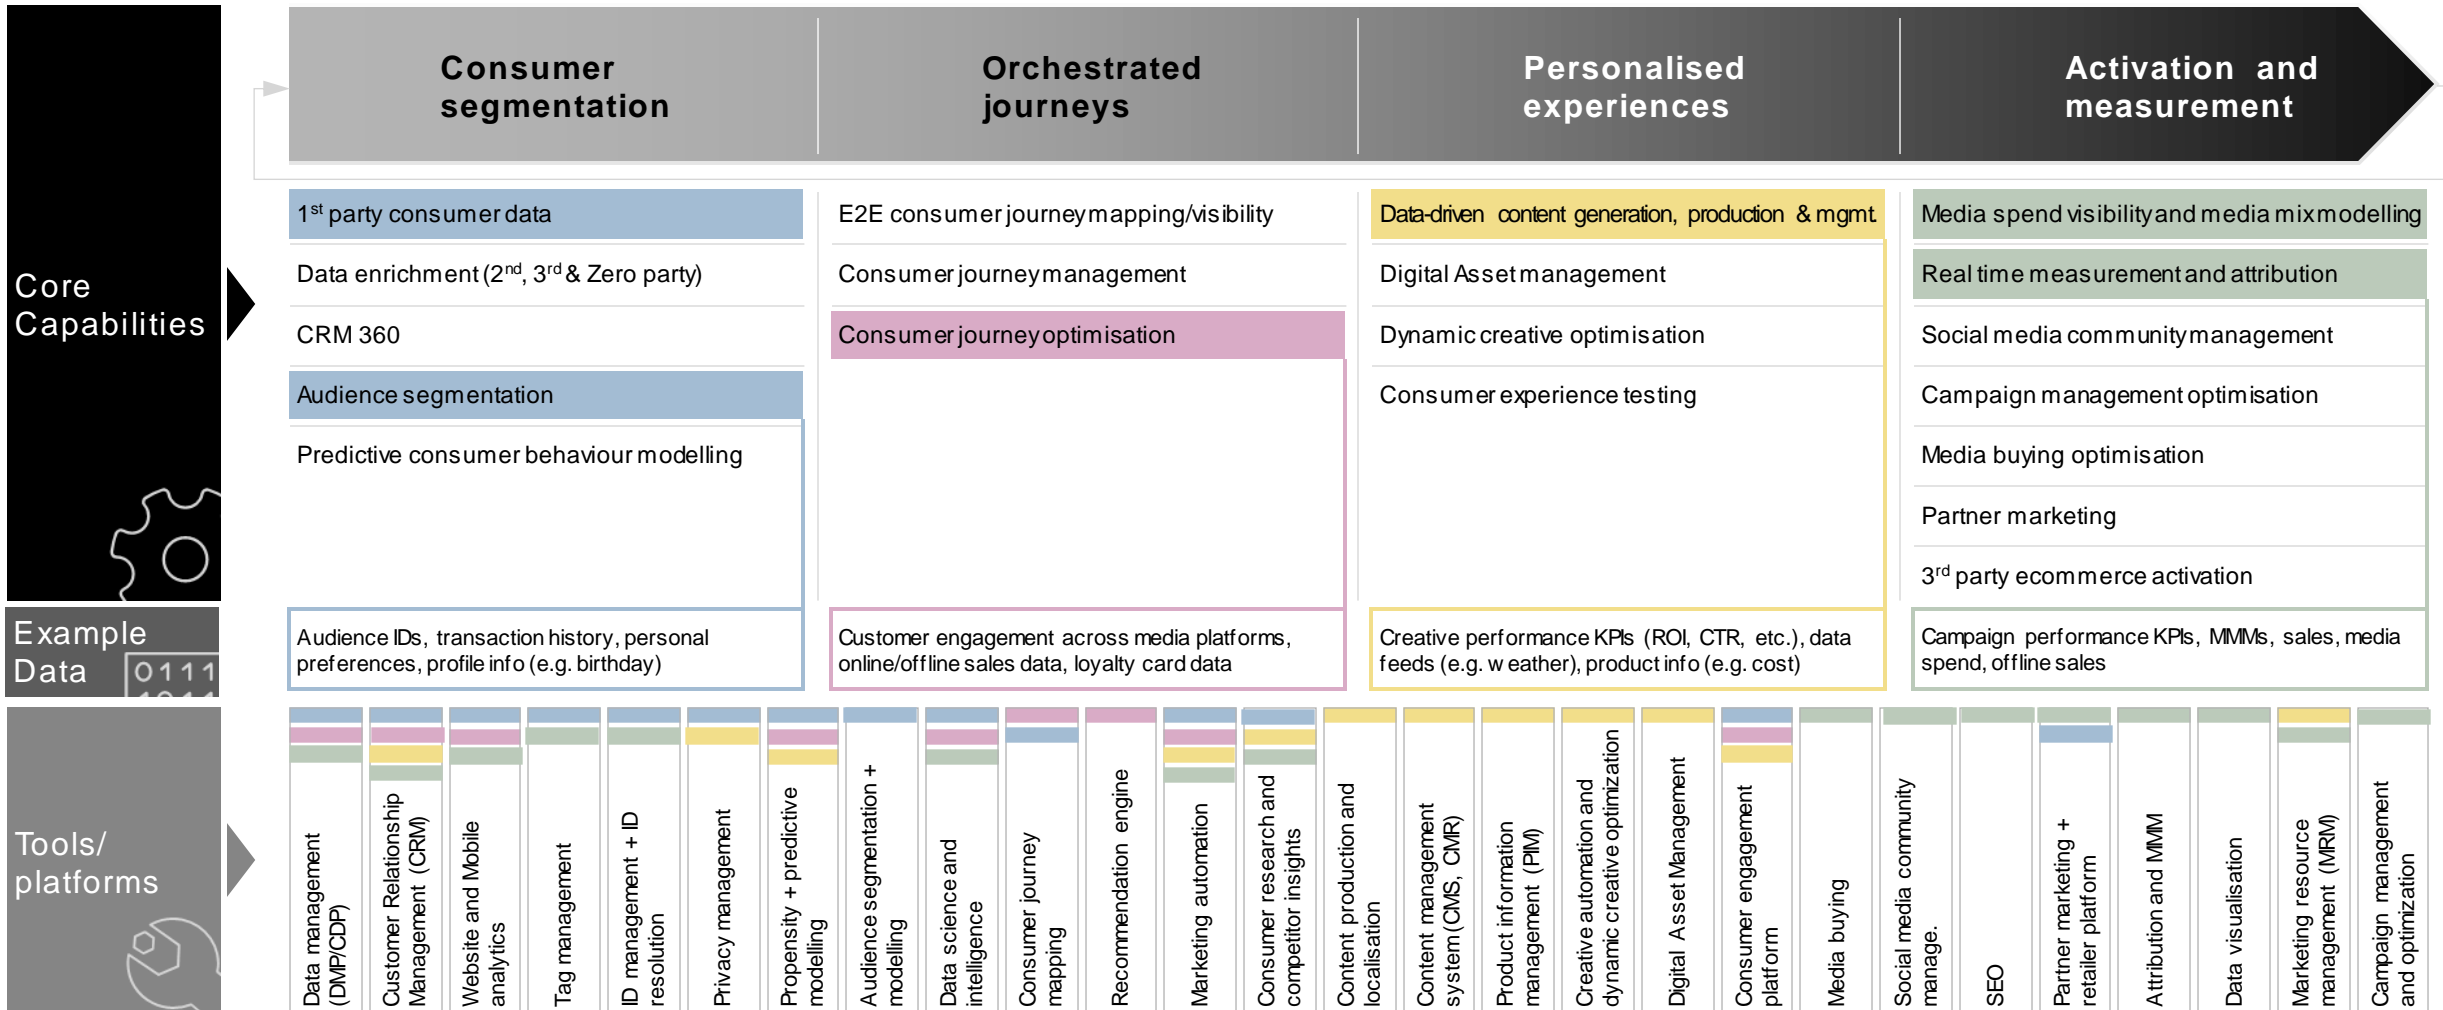 Consumer
segmentation
Orchestrated
journeys
Personalised
experiences
Activation and
measurement
Core
Capabilities
1st party consumer data
Data enrichment (2nd, 3rd & Zero party)
CRM 360
Audience segmentation
Predictive consumer behaviour modelling
E2E consumer journey mapping/visibility
Consumer journey management
Consumer journey optimisation
Data-driven content generation, production & mgmt.
Digital Asset management
Dynamic creative optimisation
Consumer experience testing
Media spend visibility and media mix modelling
Real time measurement and attribution
Social media community management
Campaign management optimisation
Media buying optimisation
Partner marketing
3rd party ecommerce activation
Example
Data
0111
Audience IDs, transaction history, personal
preferences, profile info (e.g. birthday)
Customer engagement across media platforms,
online/offline sales data, loyalty card data
Creative performance KPIs (ROI, CTR, etc.), data
feeds (e.g. weather), product info (e.g. cost)
Campaign performance KPIs, MMMs, sales, media
spend, offline sales
Tools/
platforms
Data management
(DMP/CDP)
Customer Relationship
Management (CRM)
Website and Mobile
analytics
Tag management
ID management + ID
resolution
Privacy management
Propensity + predictive
modelling
Audience segmentation +
modelling
Data science and
intelligence
Consumer journey
mapping
Recommendation engine
Marketing automation
Consumer research and
competitor insights
Content production and
localisation
Content management
system (CMS, CMR)
Product information
management (PIM)
Creative automation and
dynamic creative optimization
Digital Asset Management
Consumer engagement
platform
Media buying
Social media community
manage.
SEO
Partner marketing +
retailer platform
Attribution and MMM
Data visualisation
Marketing resource
management (MRM)
Campaign management
and optimization